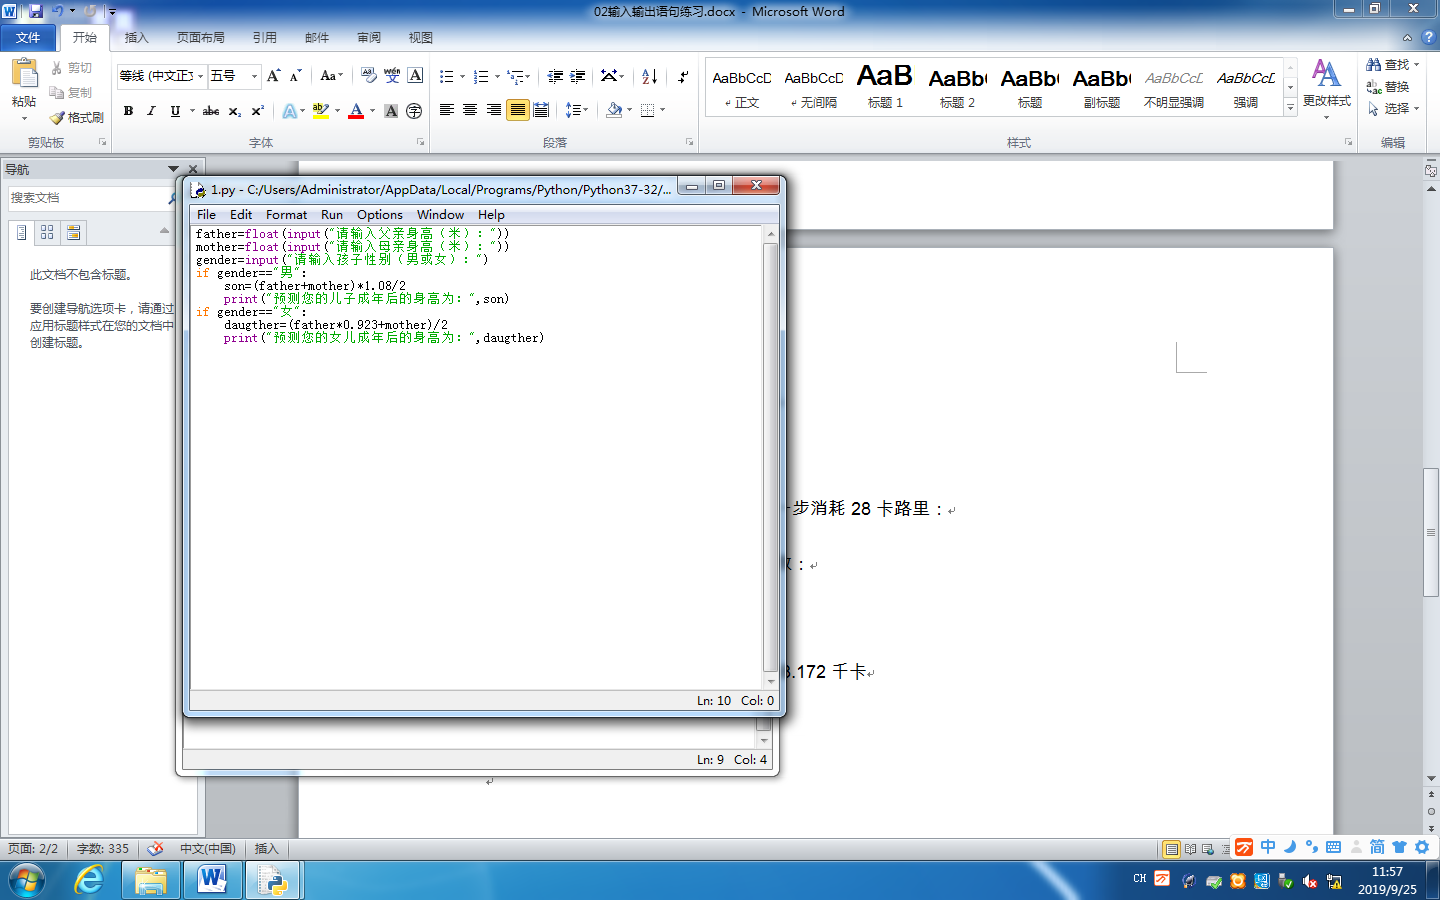 02输入输出语句练习.docx - Microsoft Word
文件 开始 插入 页面布局 引用 邮件 审阅 视图
粘贴 剪切 复制 格式刷
等线 (中文正文 五号
AaBbCcD AaBbCcD AaB AaBb( AaBb( AaBb( AaBbCcD AaBbCcD
正文 无间隔 标题 1 标题 2 标题 副标题 不明显强调 强调
更改样式
查找
替换
选择
剪贴板 字体 段落 样式 编辑
导航
搜索文档
此文档不包含标题。
要创建导航选项卡，请通过
应用标题样式在您的文档中
创建标题。
1.py - C:/Users/Administrator/AppData/Local/Programs/Python/Python37-32/...
File Edit Format Run Options Window Help
father=float(input("请输入父亲身高（米）："))
mother=float(input("请输入母亲身高（米）："))
gender=input("请输入孩子性别（男或女）：")
if gender=="男":
son=(father+mother)*1.08/2
print("预测您的儿子成年后的身高为：",son)
if gender=="女":
daugther=(father*0.923+mother)/2
print("预测您的女儿成年后的身高为：",daugther)
Ln: 10 Col: 0
Ln: 9 Col: 4
步消耗 28 卡路里：
：
.172 千卡
页面: 2/2 字数: 335 中文(中国) 插入
中 简
CH
11:57
2019/9/25